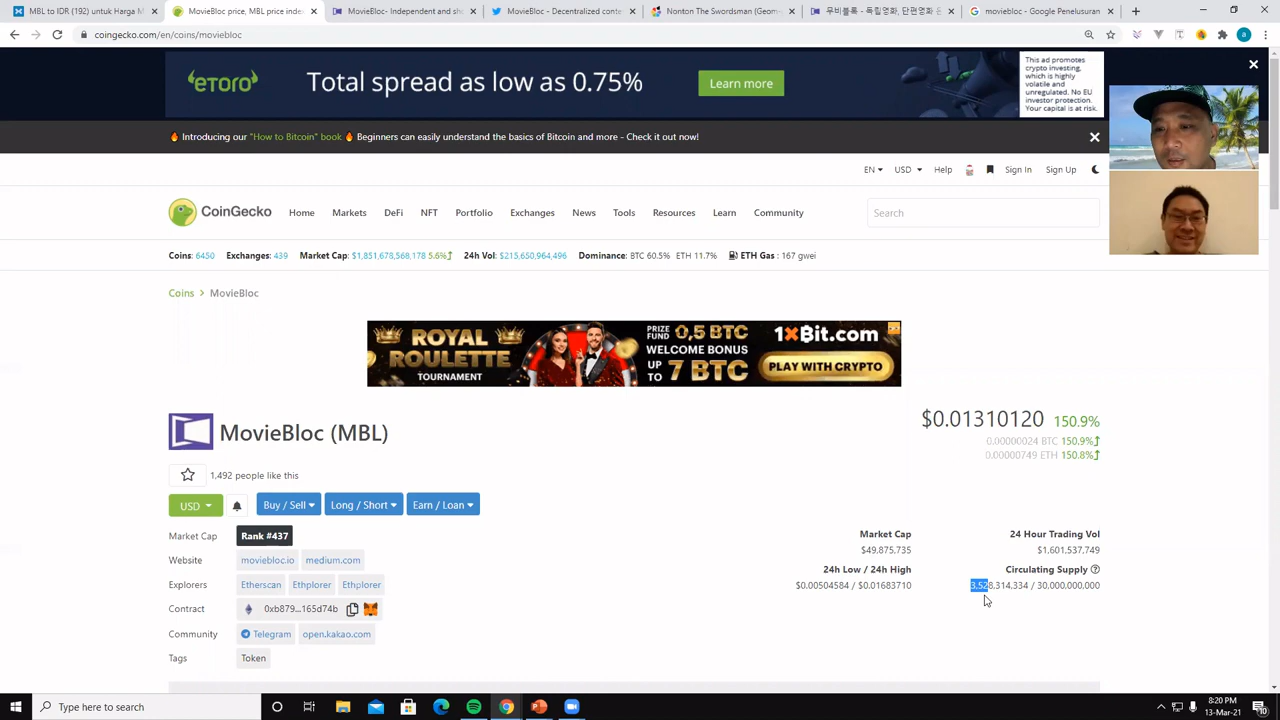 MBL to IDR (192) untuk Harga M
MovieBloc price, MBL price index
MovieBloc- Independent and sh
MovieBloc - Decentralized conte
Nonton The Swordsman (Geom
무비블록 - 독립영화, 단편영화 온
moviebloc - Google Penelusuran
coingecko.com/en/coins/moviebloc
a
eTORO
Total spread as low as 0.75%
Learn more
This ad promotes
crypto investing,
which is highly
volatile and
unregulated. No EU
investor protection.
Your capital is at risk.
Introducing our "How to Bitcoin" book
Beginners can easily understand the basics of Bitcoin and more - Check it out now!
EN
USD
Help
Sign In
Sign Up
CoinGecko
Home
Markets
DeFi
NFT
Portfolio
Exchanges
News
Tools
Resources
Learn
Community
Search
Coins: 6450
Exchanges: 439
Market Cap: $1,851,678,568,178 5.6%
24h Vol: $215,650,964,496
Dominance: BTC 60.5% ETH 11.7%
ETH Gas: 167 gwei
Coins > MovieBloc
ROYAL
ROULETTE
TOURNAMENT
PRIZE FUND 0,5 BTC
WELCOME BONUS
UP TO 7 BTC
1XBit.com
PLAY WITH CRYPTO
MovieBloc (MBL)
$0.01310120 150.9%
0.00000024 BTC 150.9%
0.00000749 ETH 150.8%
1,492 people like this
USD
Buy / Sell
Long / Short
Earn / Loan
Market Cap
Rank #437
Market Cap
$49,875,735
24 Hour Trading Vol
$1,601,537,749
Website
moviebloc.io
medium.com
24h Low / 24h High
$0.00504584 / $0.01683710
Circulating Supply
3,528,314,334 / 30,000,000,000
Explorers
Etherscan
Ethplorer
Ethplorer
Contract
0xb879...165d74b
Community
Telegram
open.kakao.com
Tags
Token
Type here to search
8:20 PM
13-Mar-21
10